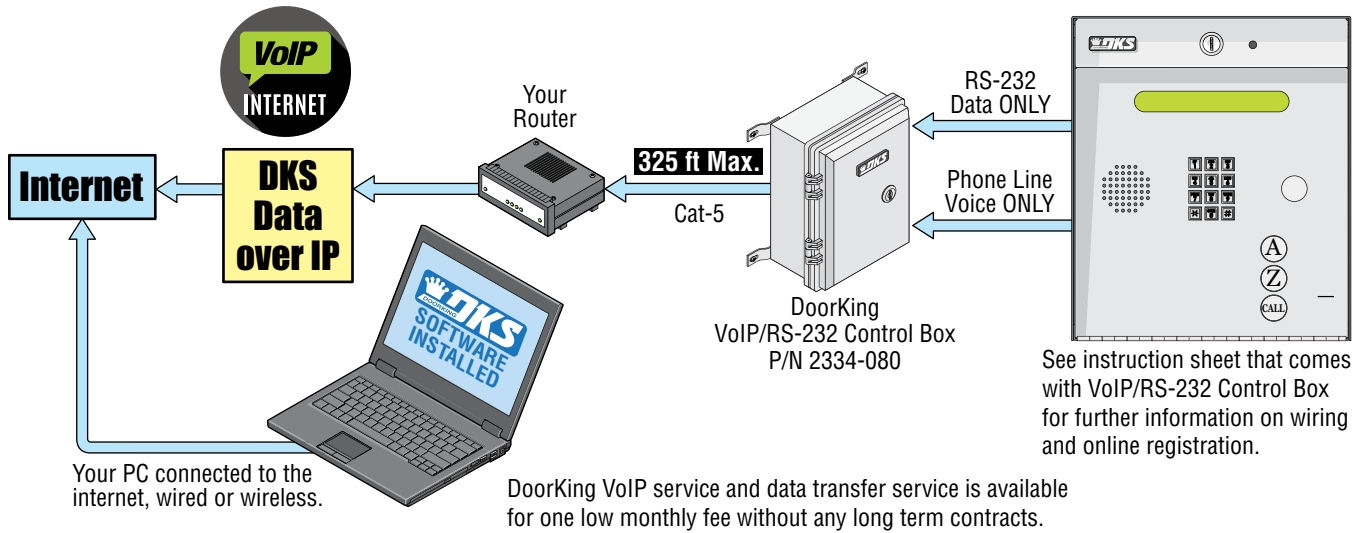 VoIP
INTERNET
Internet
DKS
Data
over IP
Your
Router
325 ft Max.
Cat-5
DKS
DoorKing
VoIP/RS-232 Control Box
P/N 2334-080
RS-232
Data ONLY
Phone Line
Voice ONLY
DKS
A
Z
CALL
See instruction sheet that comes
with VoIP/RS-232 Control Box
for further information on wiring
and online registration.
DOORKING
DKS
SOFTWARE
INSTALLED
Your PC connected to the
internet, wired or wireless.
DoorKing VoIP service and data transfer service is available
for one low monthly fee without any long term contracts.